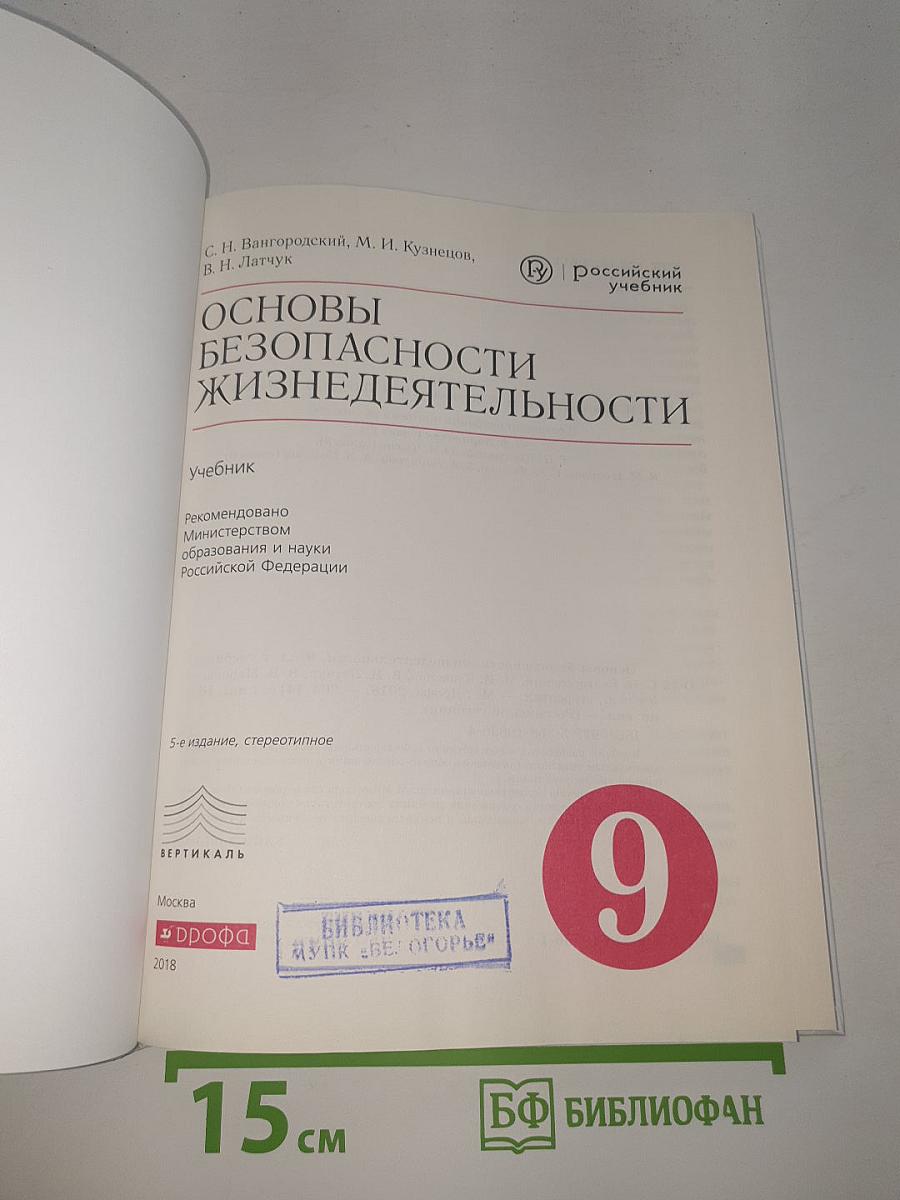 С. Н. Вангородский, М. И. Кузнецов,
В. Н. Латчук
российский
учебник
ОСНОВЫ
БЕЗОПАСНОСТИ
ЖИЗНЕДЕЯТЕЛЬНОСТИ
Учебник
Рекомендовано
Министерством
образования и науки
Российской Федерации
5-е издание, стереотипное
ВЕРТИКАЛЬ
9
Москва
дрофа
2018
БИБЛИОТЕКА
МУПК «БЕЛОГОРЬЕ»
15 см
БФ БИБЛИОФАН